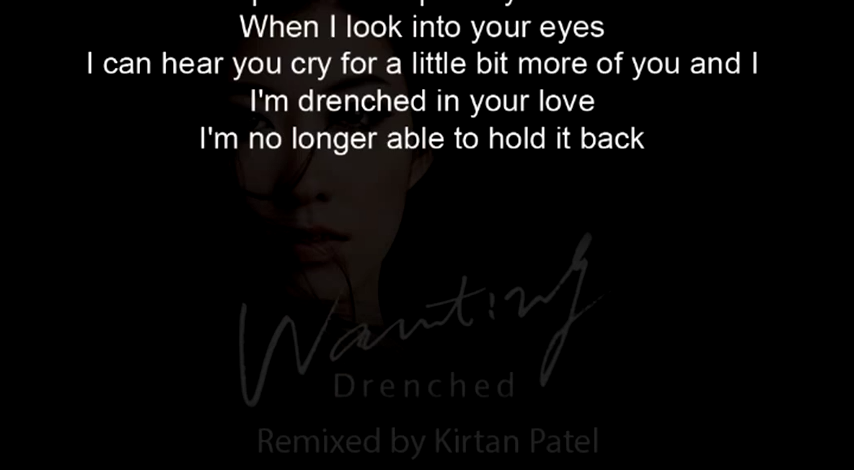 When I look into your eyes
I can hear you cry for a little bit more of you and I
I'm drenched in your love
I'm no longer able to hold it back
Wanting
Drenched
Remixed by Kirtan Patel